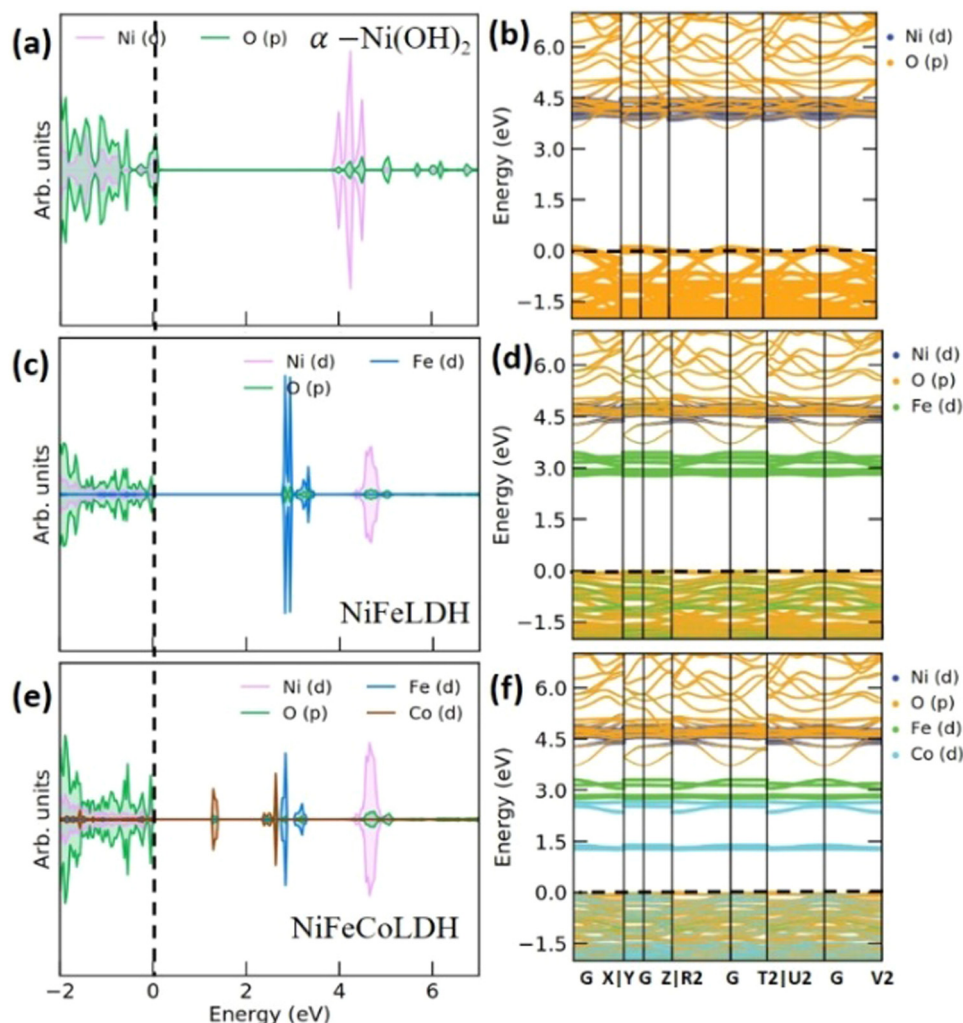 (a)
Ni (d)
O (p)
α −Ni(OH)2
Arb. units
(b)
Ni (d)
O (p)
Energy (eV)
6.0
4.5
3.0
1.5
0.0
−1.5
(c)
Ni (d)
Fe (d)
O (p)
Arb. units
NiFeLDH
(d)
Ni (d)
O (p)
Fe (d)
Energy (eV)
6.0
4.5
3.0
1.5
0.0
−1.5
(e)
Ni (d)
Fe (d)
O (p)
Co (d)
Arb. units
NiFeCoLDH
−2 0 2 4 6
Energy (eV)
(f)
Ni (d)
O (p)
Fe (d)
Co (d)
Energy (eV)
6.0
4.5
3.0
1.5
0.0
−1.5
G X|Y G Z|R2 G T2|U2 G V2